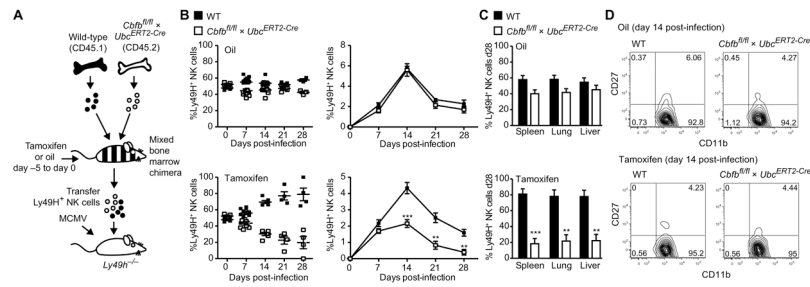 A
Wild-type
(CD45.1)
Cbfb^fl/fl ×
Ubc^ERT2-Cre
(CD45.2)
Tamoxifen
or oil
day –5 to day 0
Mixed
bone
marrow
chimera
Transfer
Ly49H+ NK cells
MCMV
Ly49h–/–
B
WT
Cbfb^fl/fl × Ubc^ERT2-Cre
Oil
%Ly49H+ NK cells
100
80
60
40
20
0
0 7 14 21 28
Days post-infection
%Ly49H+ NK cells
8
6
4
2
0
0 7 14 21 28
Days post-infection
Tamoxifen
%Ly49H+ NK cells
100
80
60
40
20
0
0 7 14 21 28
Days post-infection
%Ly49H+ NK cells
5
4
3
2
1
0
***
**
**
0 7 14 21 28
Days post-infection
C
WT
Cbfb^fl/fl × Ubc^ERT2-Cre
Oil
% Ly49H+ NK cells d28
100
80
60
40
20
0
Spleen Lung Liver
Tamoxifen
% Ly49H+ NK cells d28
100
80
60
40
20
0
*** ** **
Spleen Lung Liver
D
Oil (day 14 post-infection)
WT
Cbfb^fl/fl × Ubc^ERT2-Cre
0.37 6.06
0.73 92.8
0.45 4.27
1.12 94.2
CD27
CD11b
Tamoxifen (day 14 post-infection)
WT
Cbfb^fl/fl × Ubc^ERT2-Cre
0 4.23
0.56 95.2
0 4.44
0.56 95
CD27
CD11b